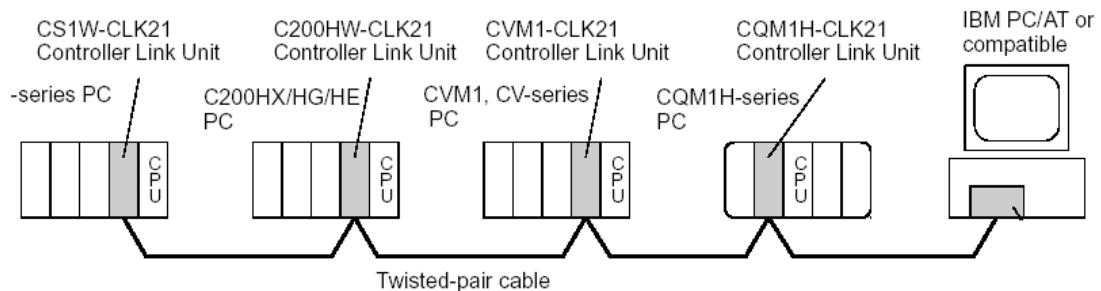 CS1W-CLK21
Controller Link Unit
C200HW-CLK21
Controller Link Unit
CVM1-CLK21
Controller Link Unit
CQM1H-CLK21
Controller Link Unit
IBM PC/AT or
compatible
-series PC
C200HX/HG/HE
PC
CVM1, CV-series
PC
CQM1H-series
PC
CPU
CPU
CPU
CPU
Twisted-pair cable